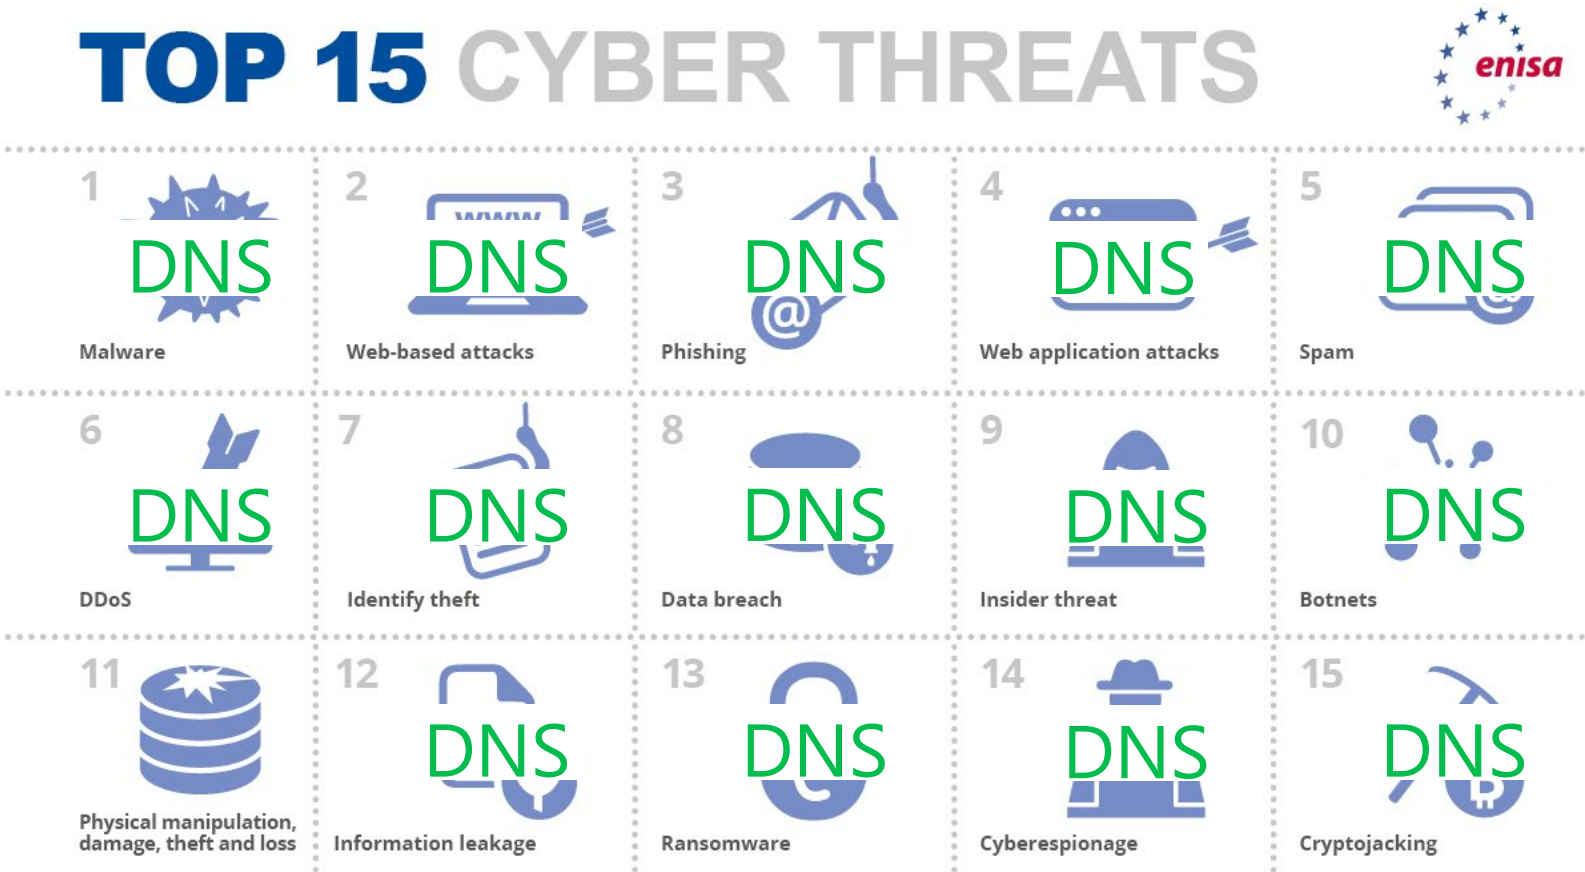 TOP 15 CYBER THREATS
enisa
1
DNS
Malware
2
www
DNS
Web-based attacks
3
DNS
@
Phishing
4
DNS
Web application attacks
5
DNS
@
Spam
6
DNS
DDoS
7
DNS
Identify theft
8
DNS
Data breach
9
DNS
Insider threat
10
DNS
Botnets
11
Physical manipulation,
damage, theft and loss
12
DNS
Information leakage
13
DNS
Ransomware
14
DNS
Cyberespionage
15
DNS
Cryptojacking